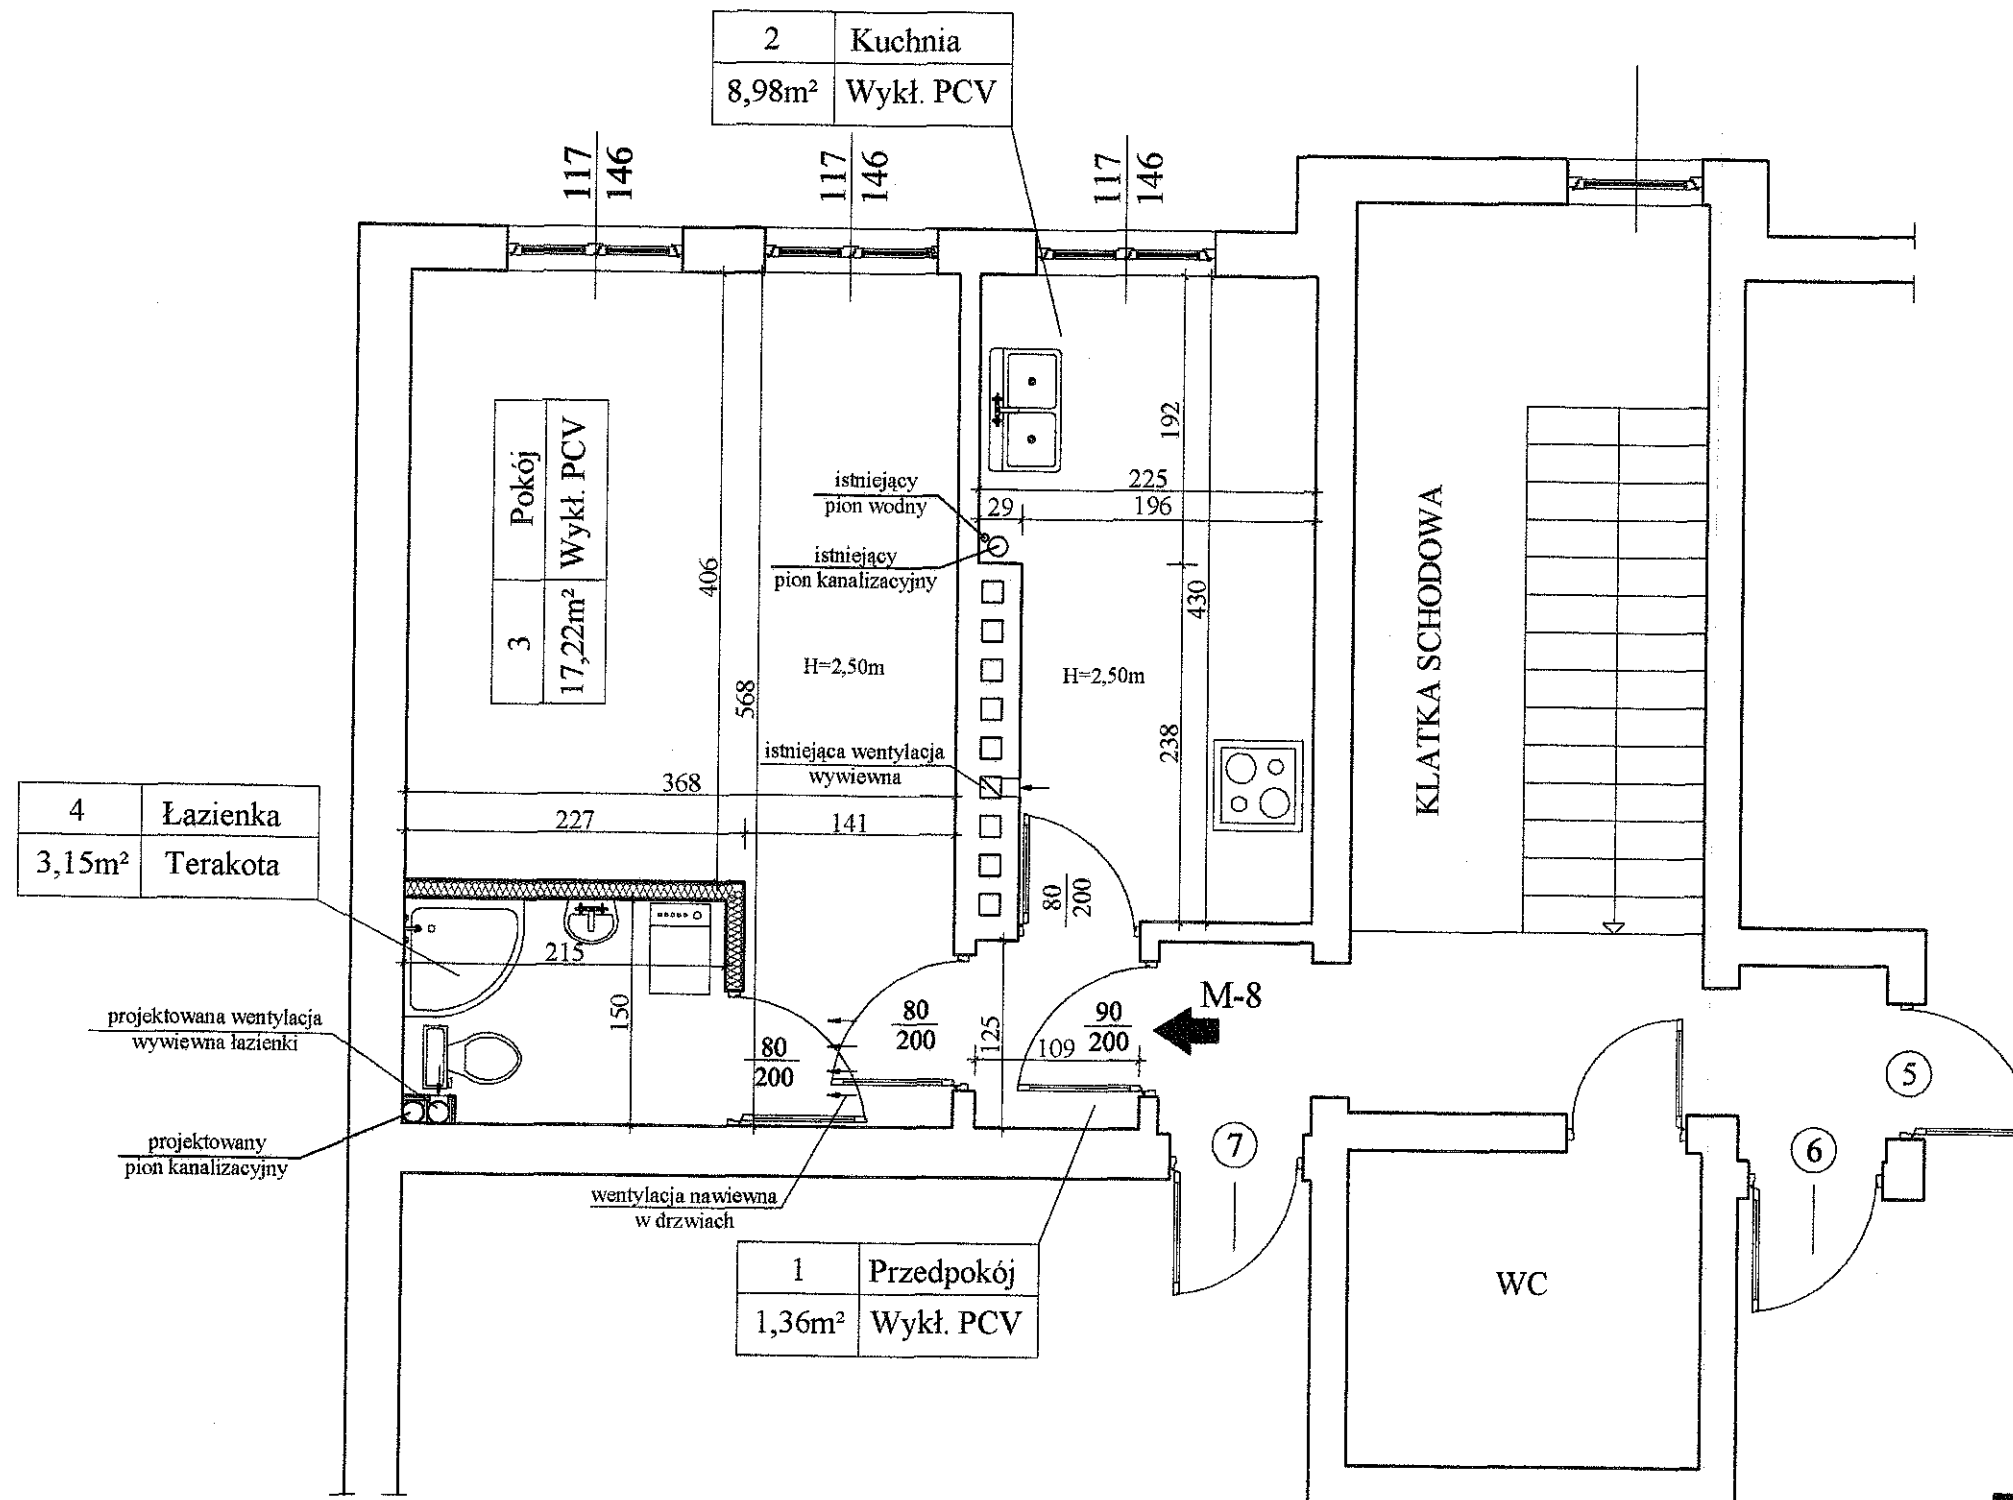 2 Kuchnia
8,98m² Wykł. PCV
117
146
117
146
117
146
3 Pokój
17,22m² Wykł. PCV
istniejący
pion wodny
istniejący
pion kanalizacyjny
192
225
29
196
406
568
430
H=2,50m
H=2,50m
238
KLATKA SCHODOWA
istniejąca wentylacja
wywiewna
368
227
141
4 Łazienka
3,15m² Terakota
80
200
215
150
projektowana wentylacja
wywiewna łazienki
80
200
80
200
125
109
90
200
M-8
5
projektowany
pion kanalizacyjny
7
6
wentylacja nawiewna
w drzwiach
1 Przedpokój
1,36m² Wykł. PCV
WC